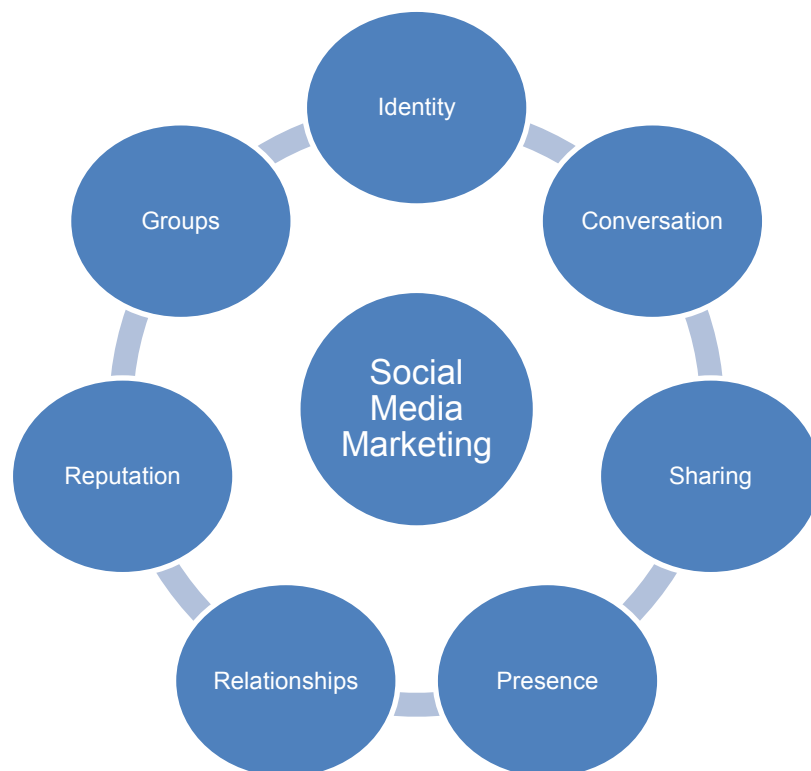 Identity
Conversation
Sharing
Presence
Relationships
Reputation
Groups
Social
Media
Marketing